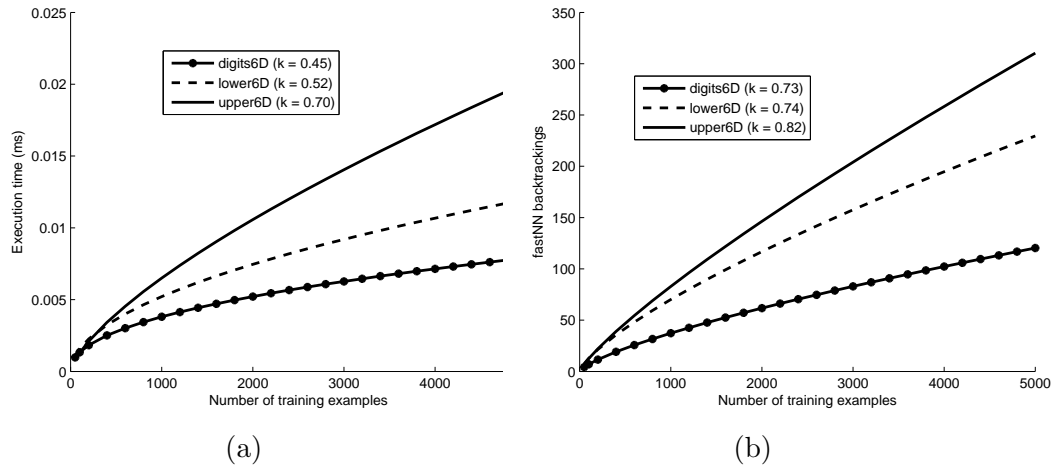 0.025
0.02
0.015
0.01
0.005
0
Execution time (ms)
digits6D (k = 0.45)
lower6D (k = 0.52)
upper6D (k = 0.70)
0 1000 2000 3000 4000
Number of training examples
(a)
350
300
250
200
150
100
50
0
fastNN backtrackings
digits6D (k = 0.73)
lower6D (k = 0.74)
upper6D (k = 0.82)
0 1000 2000 3000 4000 5000
Number of training examples
(b)